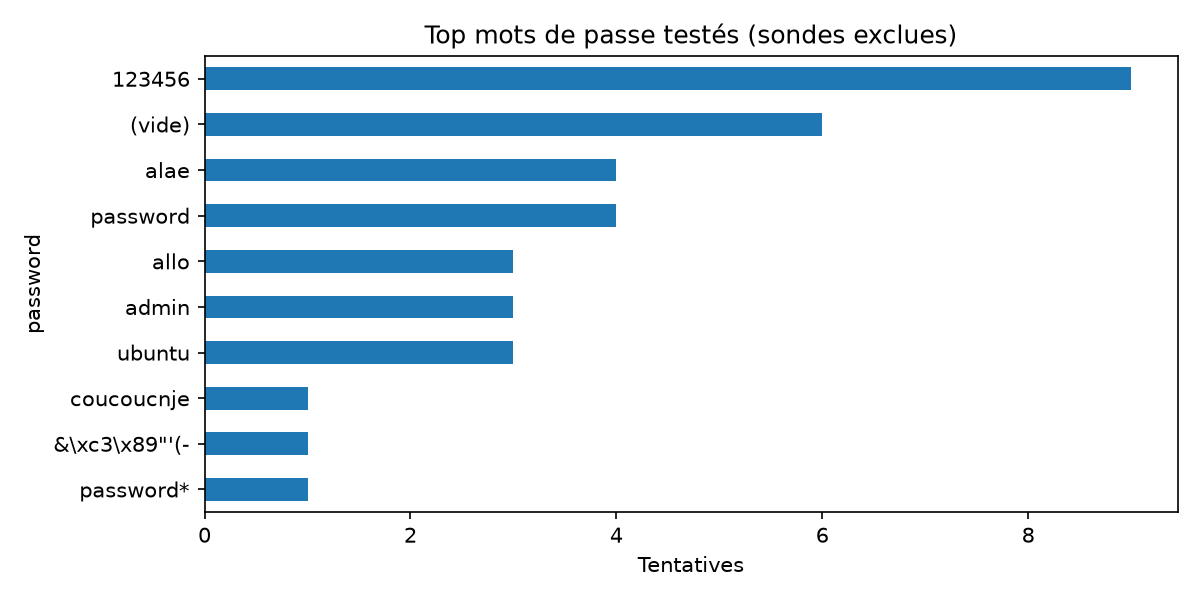 Top mots de passe testés (sondes exclues)
password
123456
(vide)
alae
password
allo
admin
ubuntu
coucoucnje
&\xc3\x89"'(-
password*
0 2 4 6 8
Tentatives